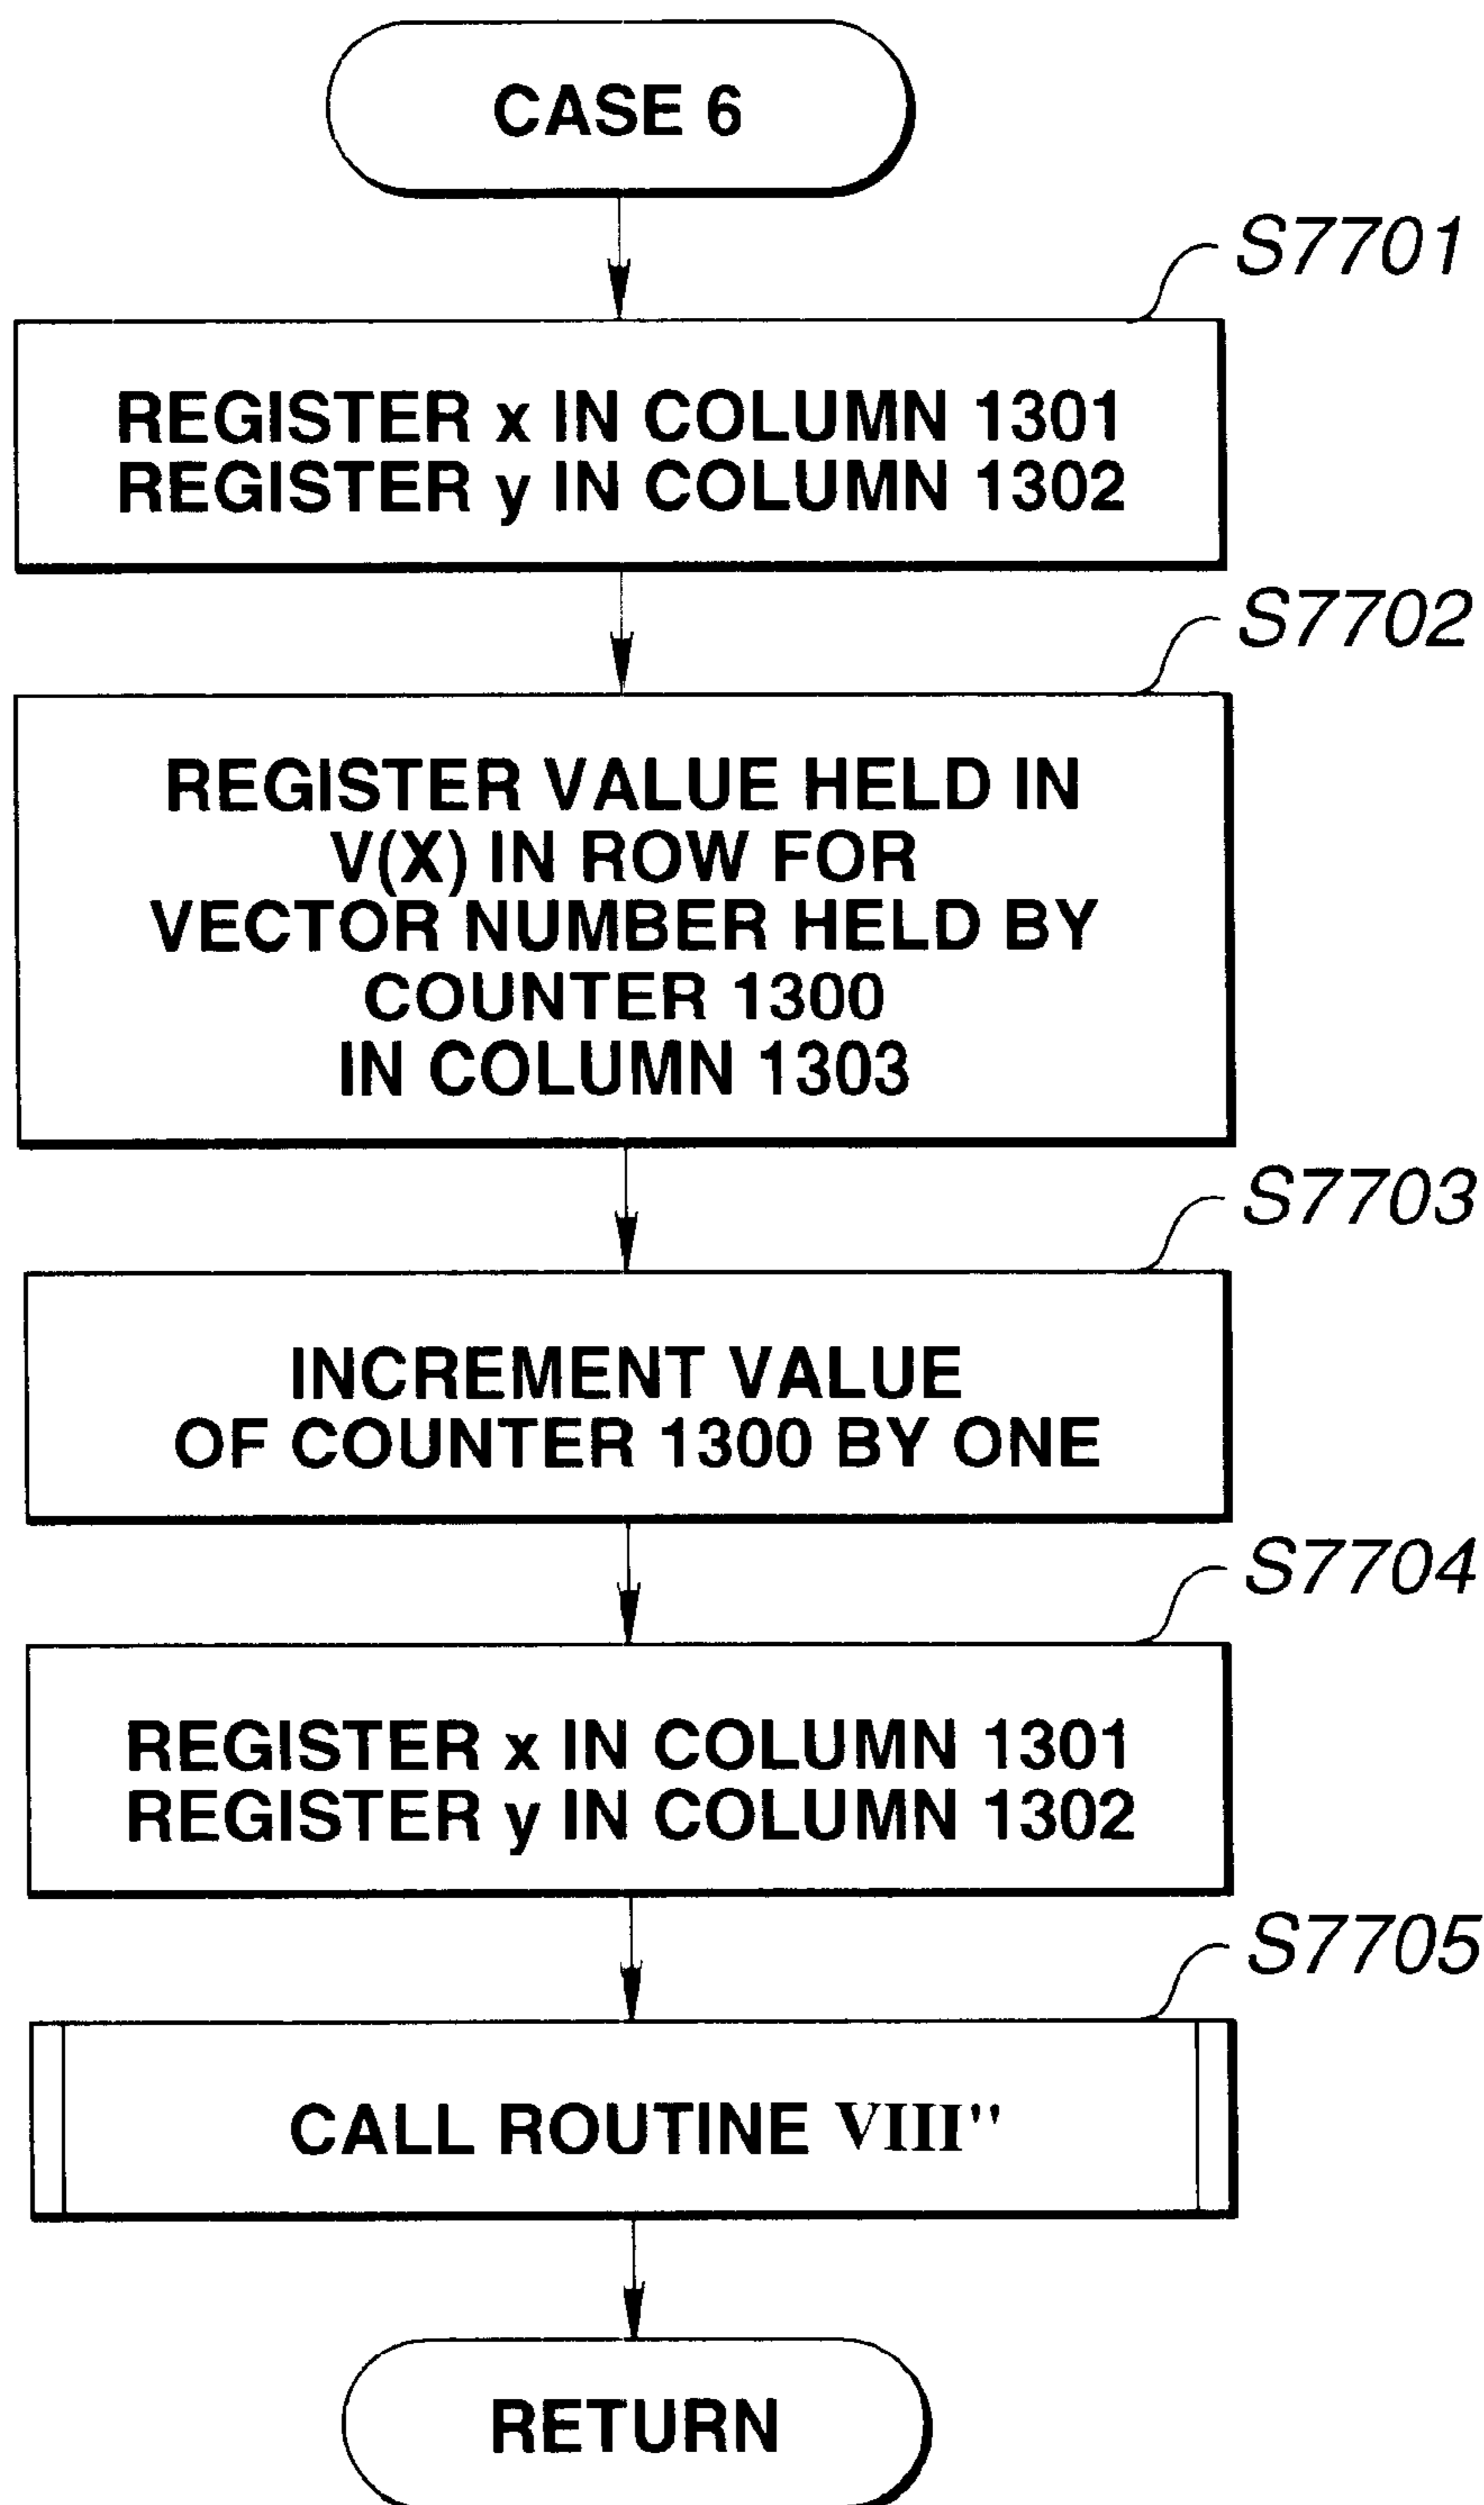 CASE 6
S7701
REGISTER x IN COLUMN 1301
REGISTER y IN COLUMN 1302
S7702
REGISTER VALUE HELD IN
V(X) IN ROW FOR
VECTOR NUMBER HELD BY
COUNTER 1300
IN COLUMN 1303
S7703
INCREMENT VALUE
OF COUNTER 1300 BY ONE
S7704
REGISTER x IN COLUMN 1301
REGISTER y IN COLUMN 1302
S7705
CALL ROUTINE VIII"
RETURN